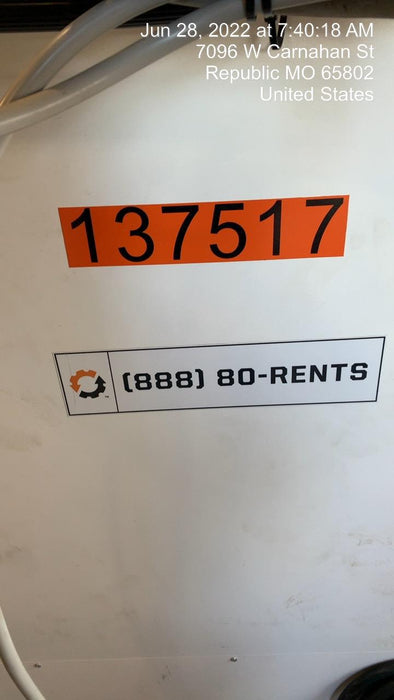 Jun 28, 2022 at 7:40:18 AM
7096 W Carnahan St
Republic MO 65802
United States
137517
(888) 80-RENTS